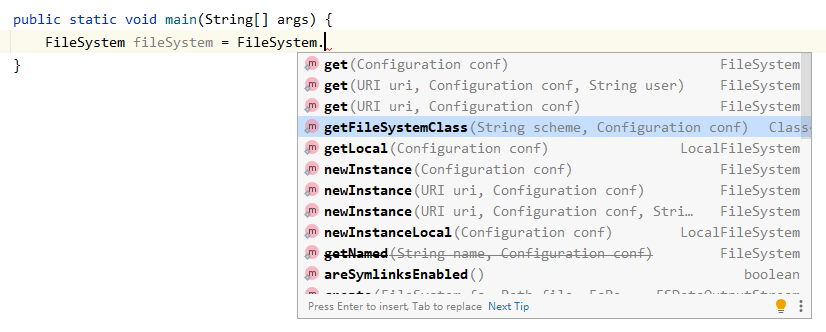 public static void main(String[] args) {
FileSystem fileSystem = FileSystem.
}
m get(Configuration conf) FileSystem
m get(URI uri, Configuration conf, String user) FileSystem
m get(URI uri, Configuration conf) FileSystem
m getFileSystemClass(String scheme, Configuration conf) Class
m getLocal(Configuration conf) LocalFileSystem
m newInstance(Configuration conf) FileSystem
m newInstance(URI uri, Configuration conf) FileSystem
m newInstance(URI uri, Configuration conf, Stri… FileSystem
m newInstanceLocal(Configuration conf) LocalFileSystem
m getNamed(String name, Configuration conf) FileSystem
m areSymlinksEnabled() boolean
Press Enter to insert, Tab to replace Next Tip